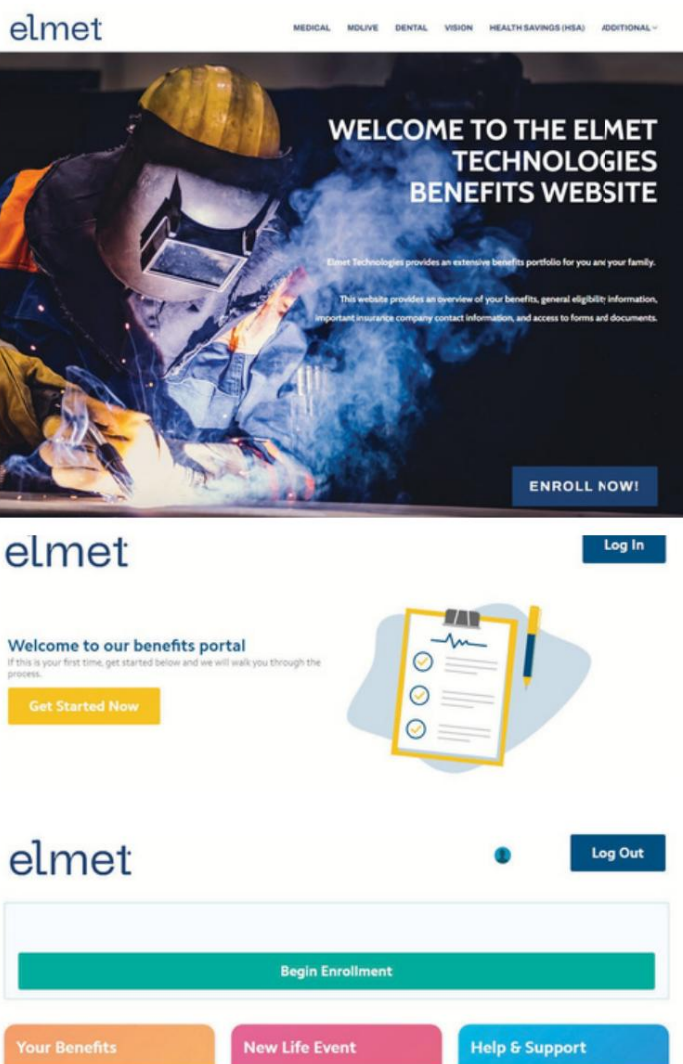 elmet
MEDICAL MDLIVE DENTAL VISION HEALTH SAVINGS (HSA) ADDITIONAL
WELCOME TO THE ELMET
TECHNOLOGIES
BENEFITS WEBSITE
Elmet Technologies provides an extensive benefits portfolio for you and your family.
This website provides an overview of your benefits, general eligibility information,
important insurance company contact information, and access to forms and documents.
ENROLL NOW!
elmet
Log In
Welcome to our benefits portal
If this is your first time, get started below and we will walk you through the
process.
Get Started Now
elmet
Log Out
Begin Enrollment
Your Benefits
New Life Event
Help & Support